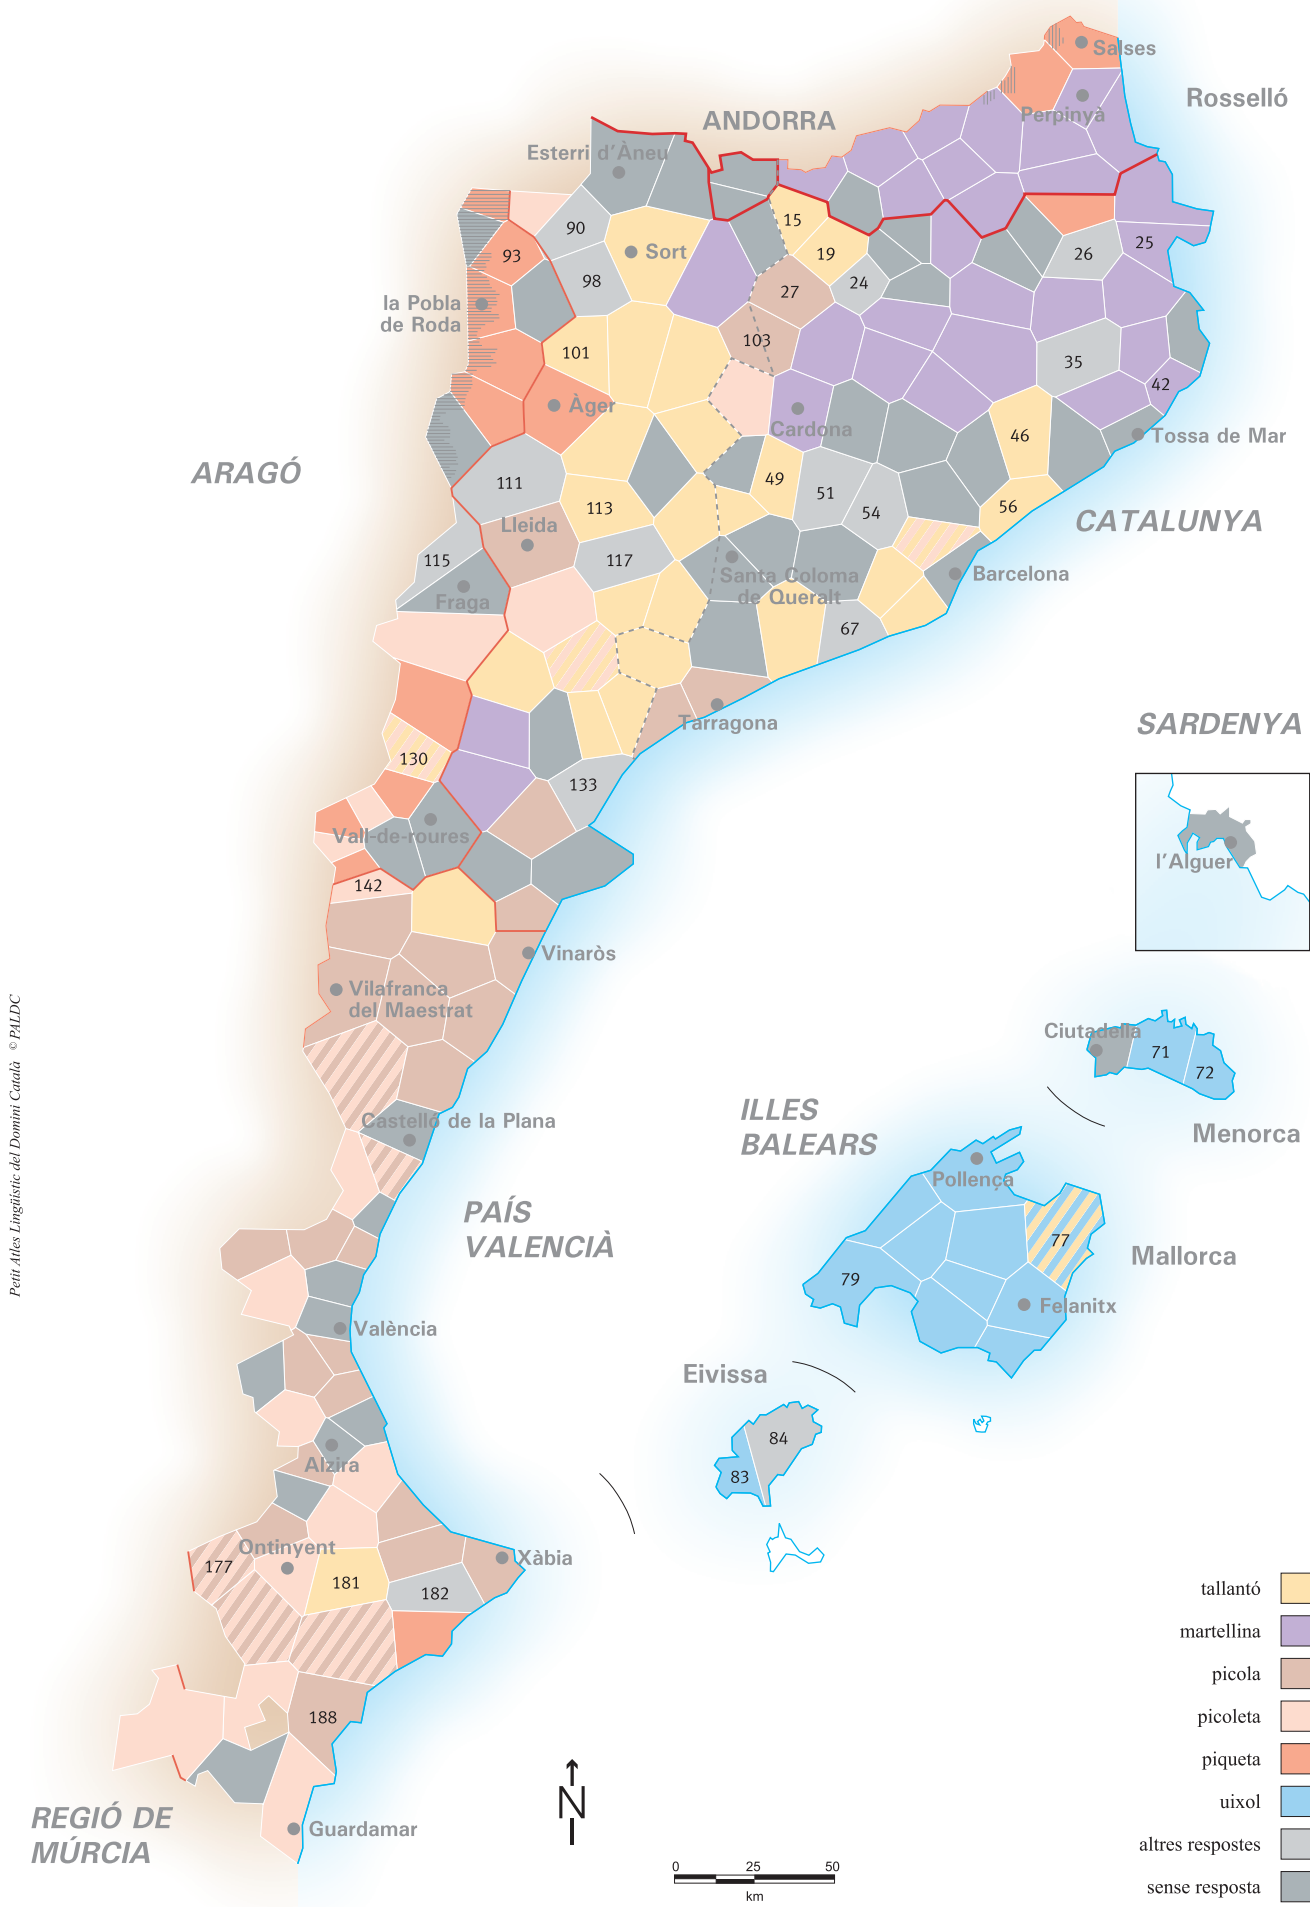 Salses
Rosselló
ANDORRA
Perpinyà
Esterri d'Àneu
15
90
25
93
Sort
19
26
98
24
27
la Pobla
de Roda
103
101
35
42
Àger
Cardona
46
Tossa de Mar
ARAGÓ
111
49
51
113
56
54
CATALUNYA
Lleida
115
117
Santa Coloma
de Queralt
Barcelona
Fraga
67
Tarragona
SARDENYA
130
133
Vall-de-roures
l'Alguer
142
Vinaròs
Vilafranca
del Maestrat
Ciutadella
71
72
Castelló de la Plana
ILLES
BALEARS
Menorca
Pollença
PAÍS
VALENCIÀ
77
Mallorca
79
Felanitx
València
Eivissa
84
83
Alzira
Ontinyent
177
Xàbia
181
182
188
REGIÓ DE
MÚRCIA
Guardamar
N
0 25 50
km
tallantó
martellina
picola
picoleta
piqueta
uixol
altres respostes
sense resposta
Petit Atles Lingüístic del Domini Català © PALDC